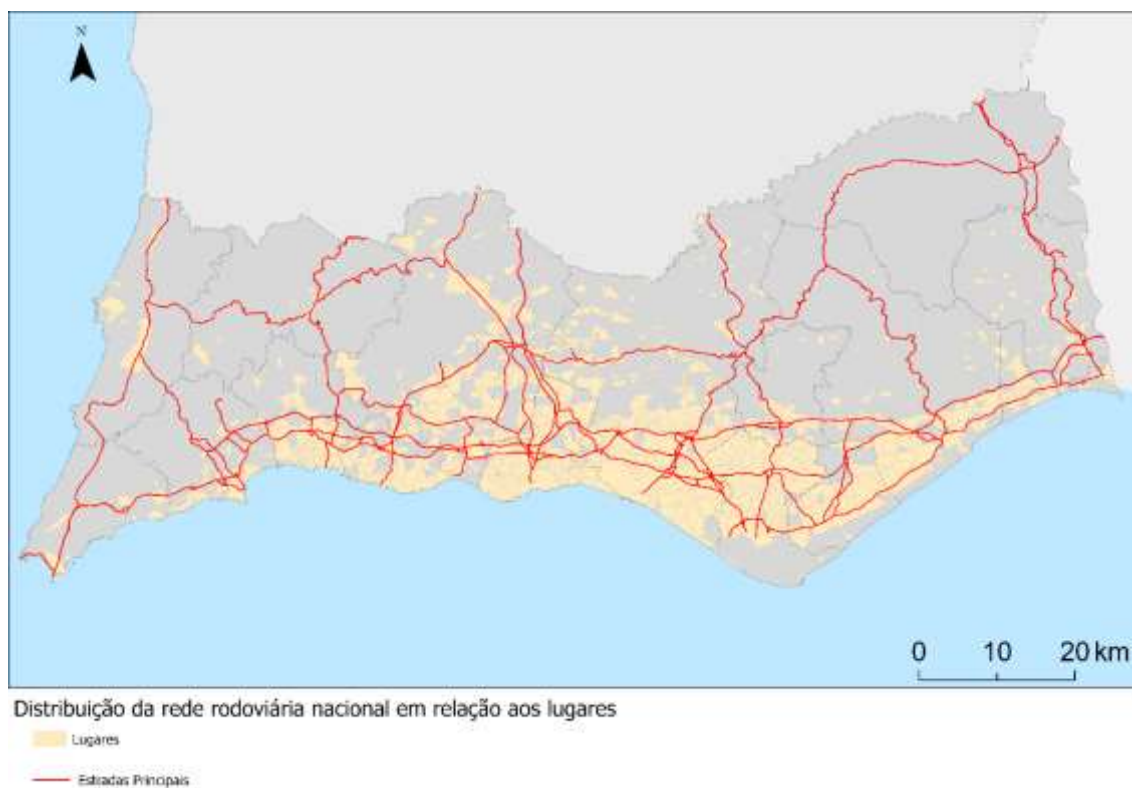 N
0 10 20 km
Distribuição da rede rodoviária nacional em relação aos lugares
Lugares
Estradas Principais